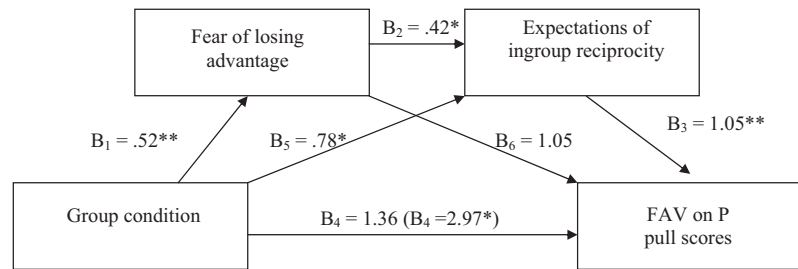 Fear of losing
advantage
B2 = .42*
Expectations of
ingroup reciprocity
B1 = .52**
B5 = .78*
B6 = 1.05
B3 = 1.05**
Group condition
B4 = 1.36 (B4 =2.97*)
FAV on P
pull scores